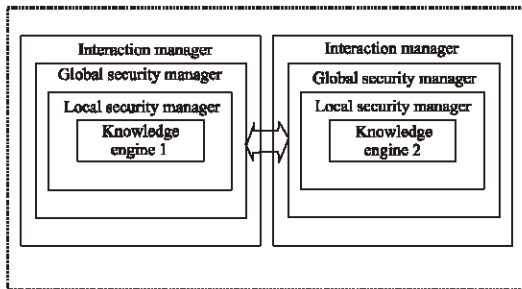 Interaction manager
Global security manager
Local security manager
Knowledge
engine 1
Interaction manager
Global security manager
Local security manager
Knowledge
engine 2